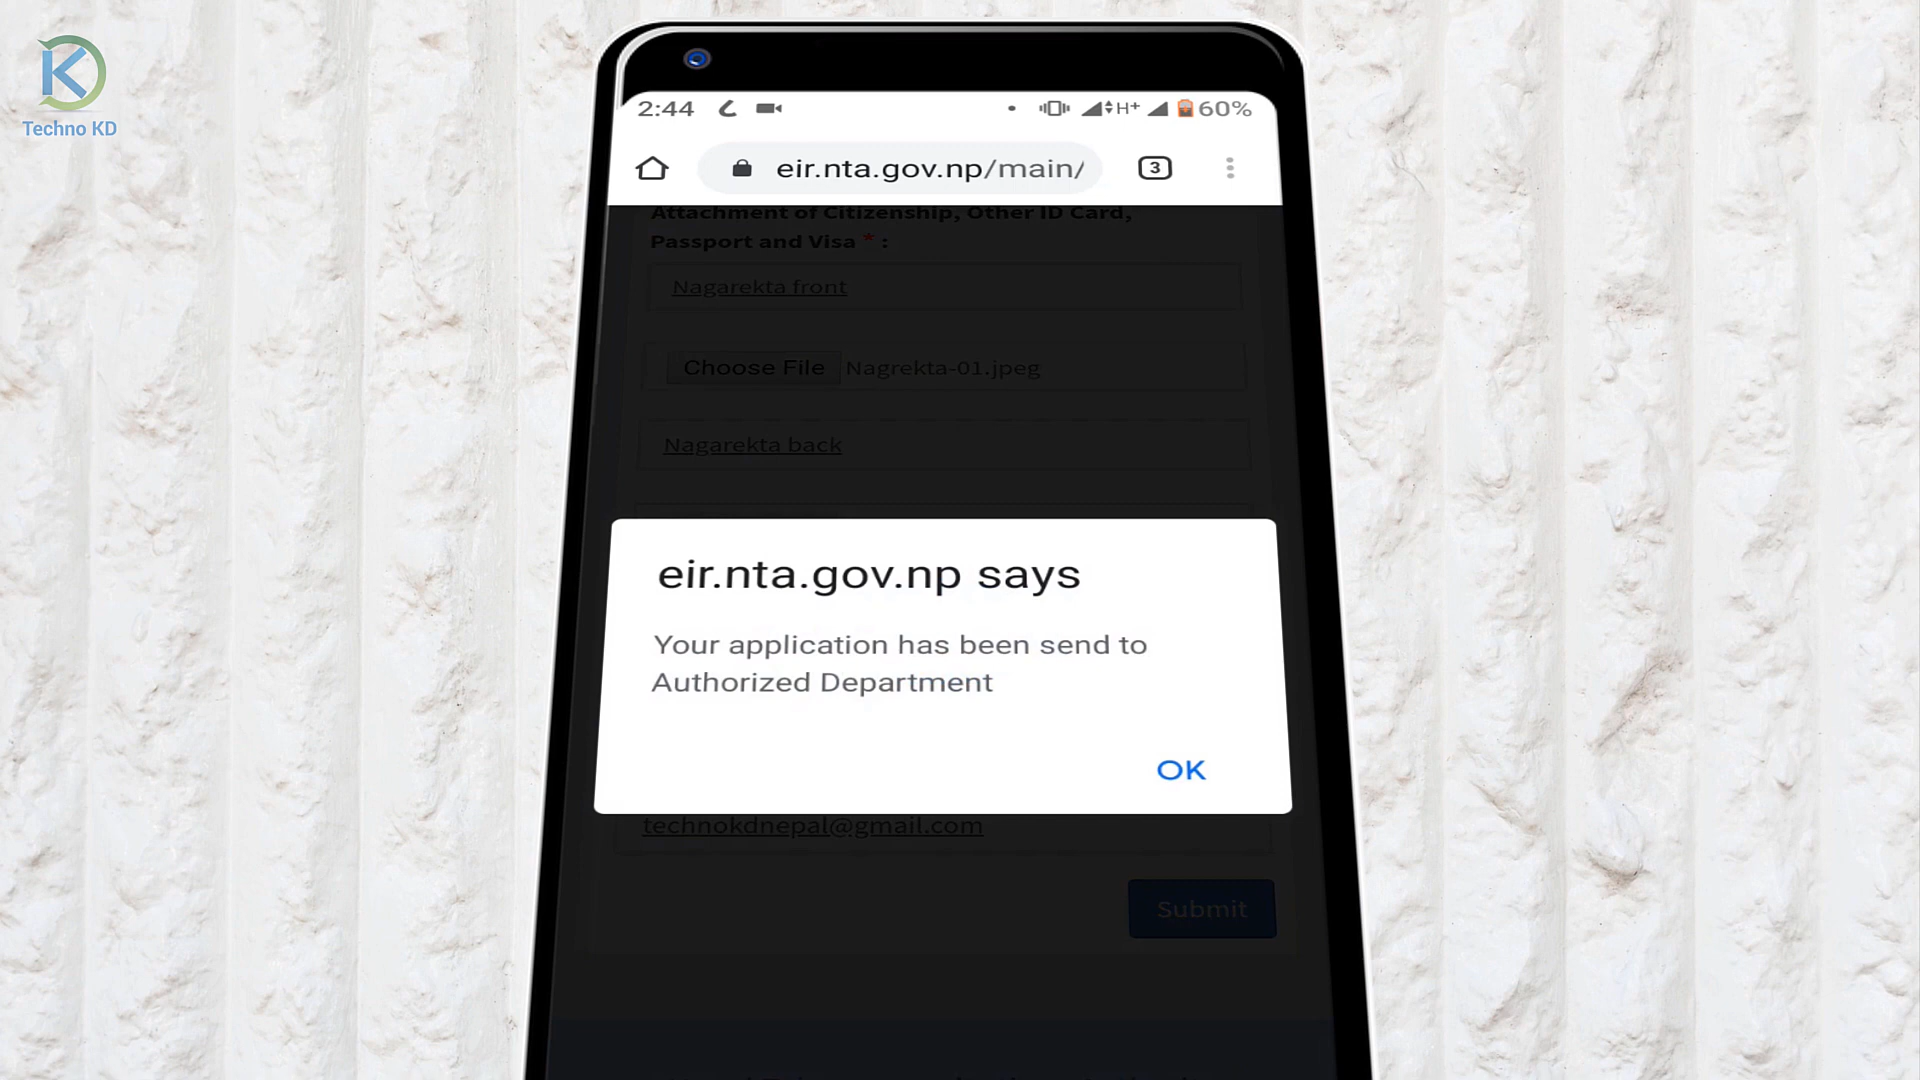 Techno KD
2:44
H+
60%
eir.nta.gov.np/main/
3
Attachment of Citizenship, Other ID Card,
Passport and Visa * :
Nagarekta front
Choose File Nagrekta-01.jpeg
Nagarekta back
eir.nta.gov.np says
Your application has been send to
Authorized Department
OK
technokdnepal@gmail.com
Submit